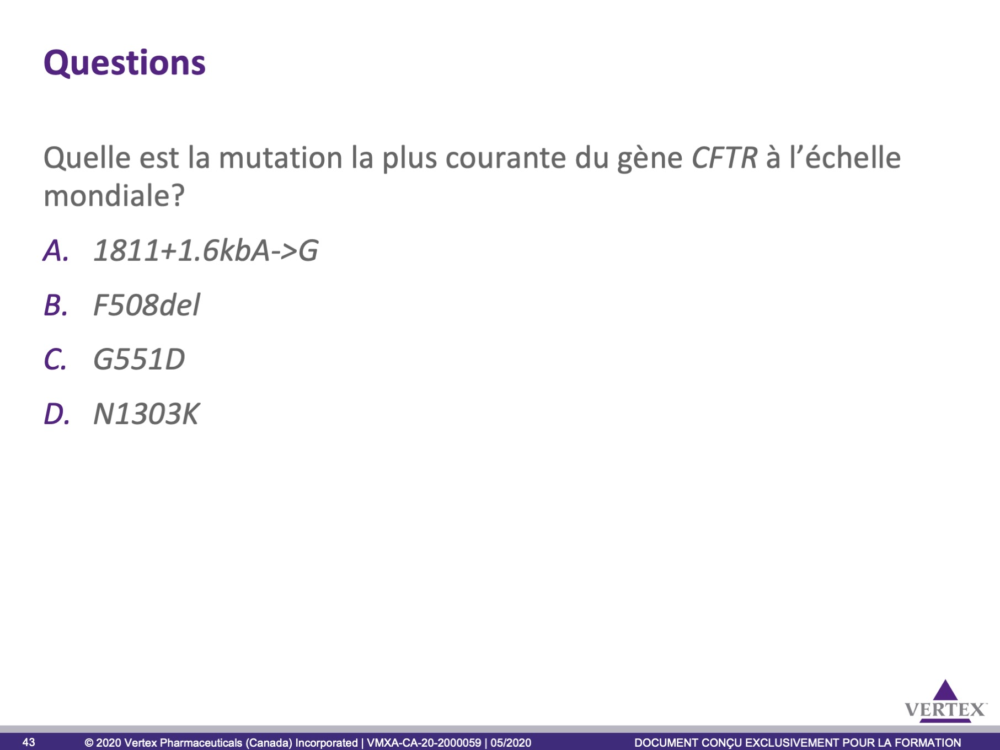 Questions
Quelle est la mutation la plus courante du gène CFTR à l’échelle
mondiale?
A. 1811+1.6kbA->G
B. F508del
C. G551D
D. N1303K
VERTEX
43 © 2020 Vertex Pharmaceuticals (Canada) Incorporated | VMXA-CA-20-2000059 | 05/2020 DOCUMENT CONÇU EXCLUSIVEMENT POUR LA FORMATION